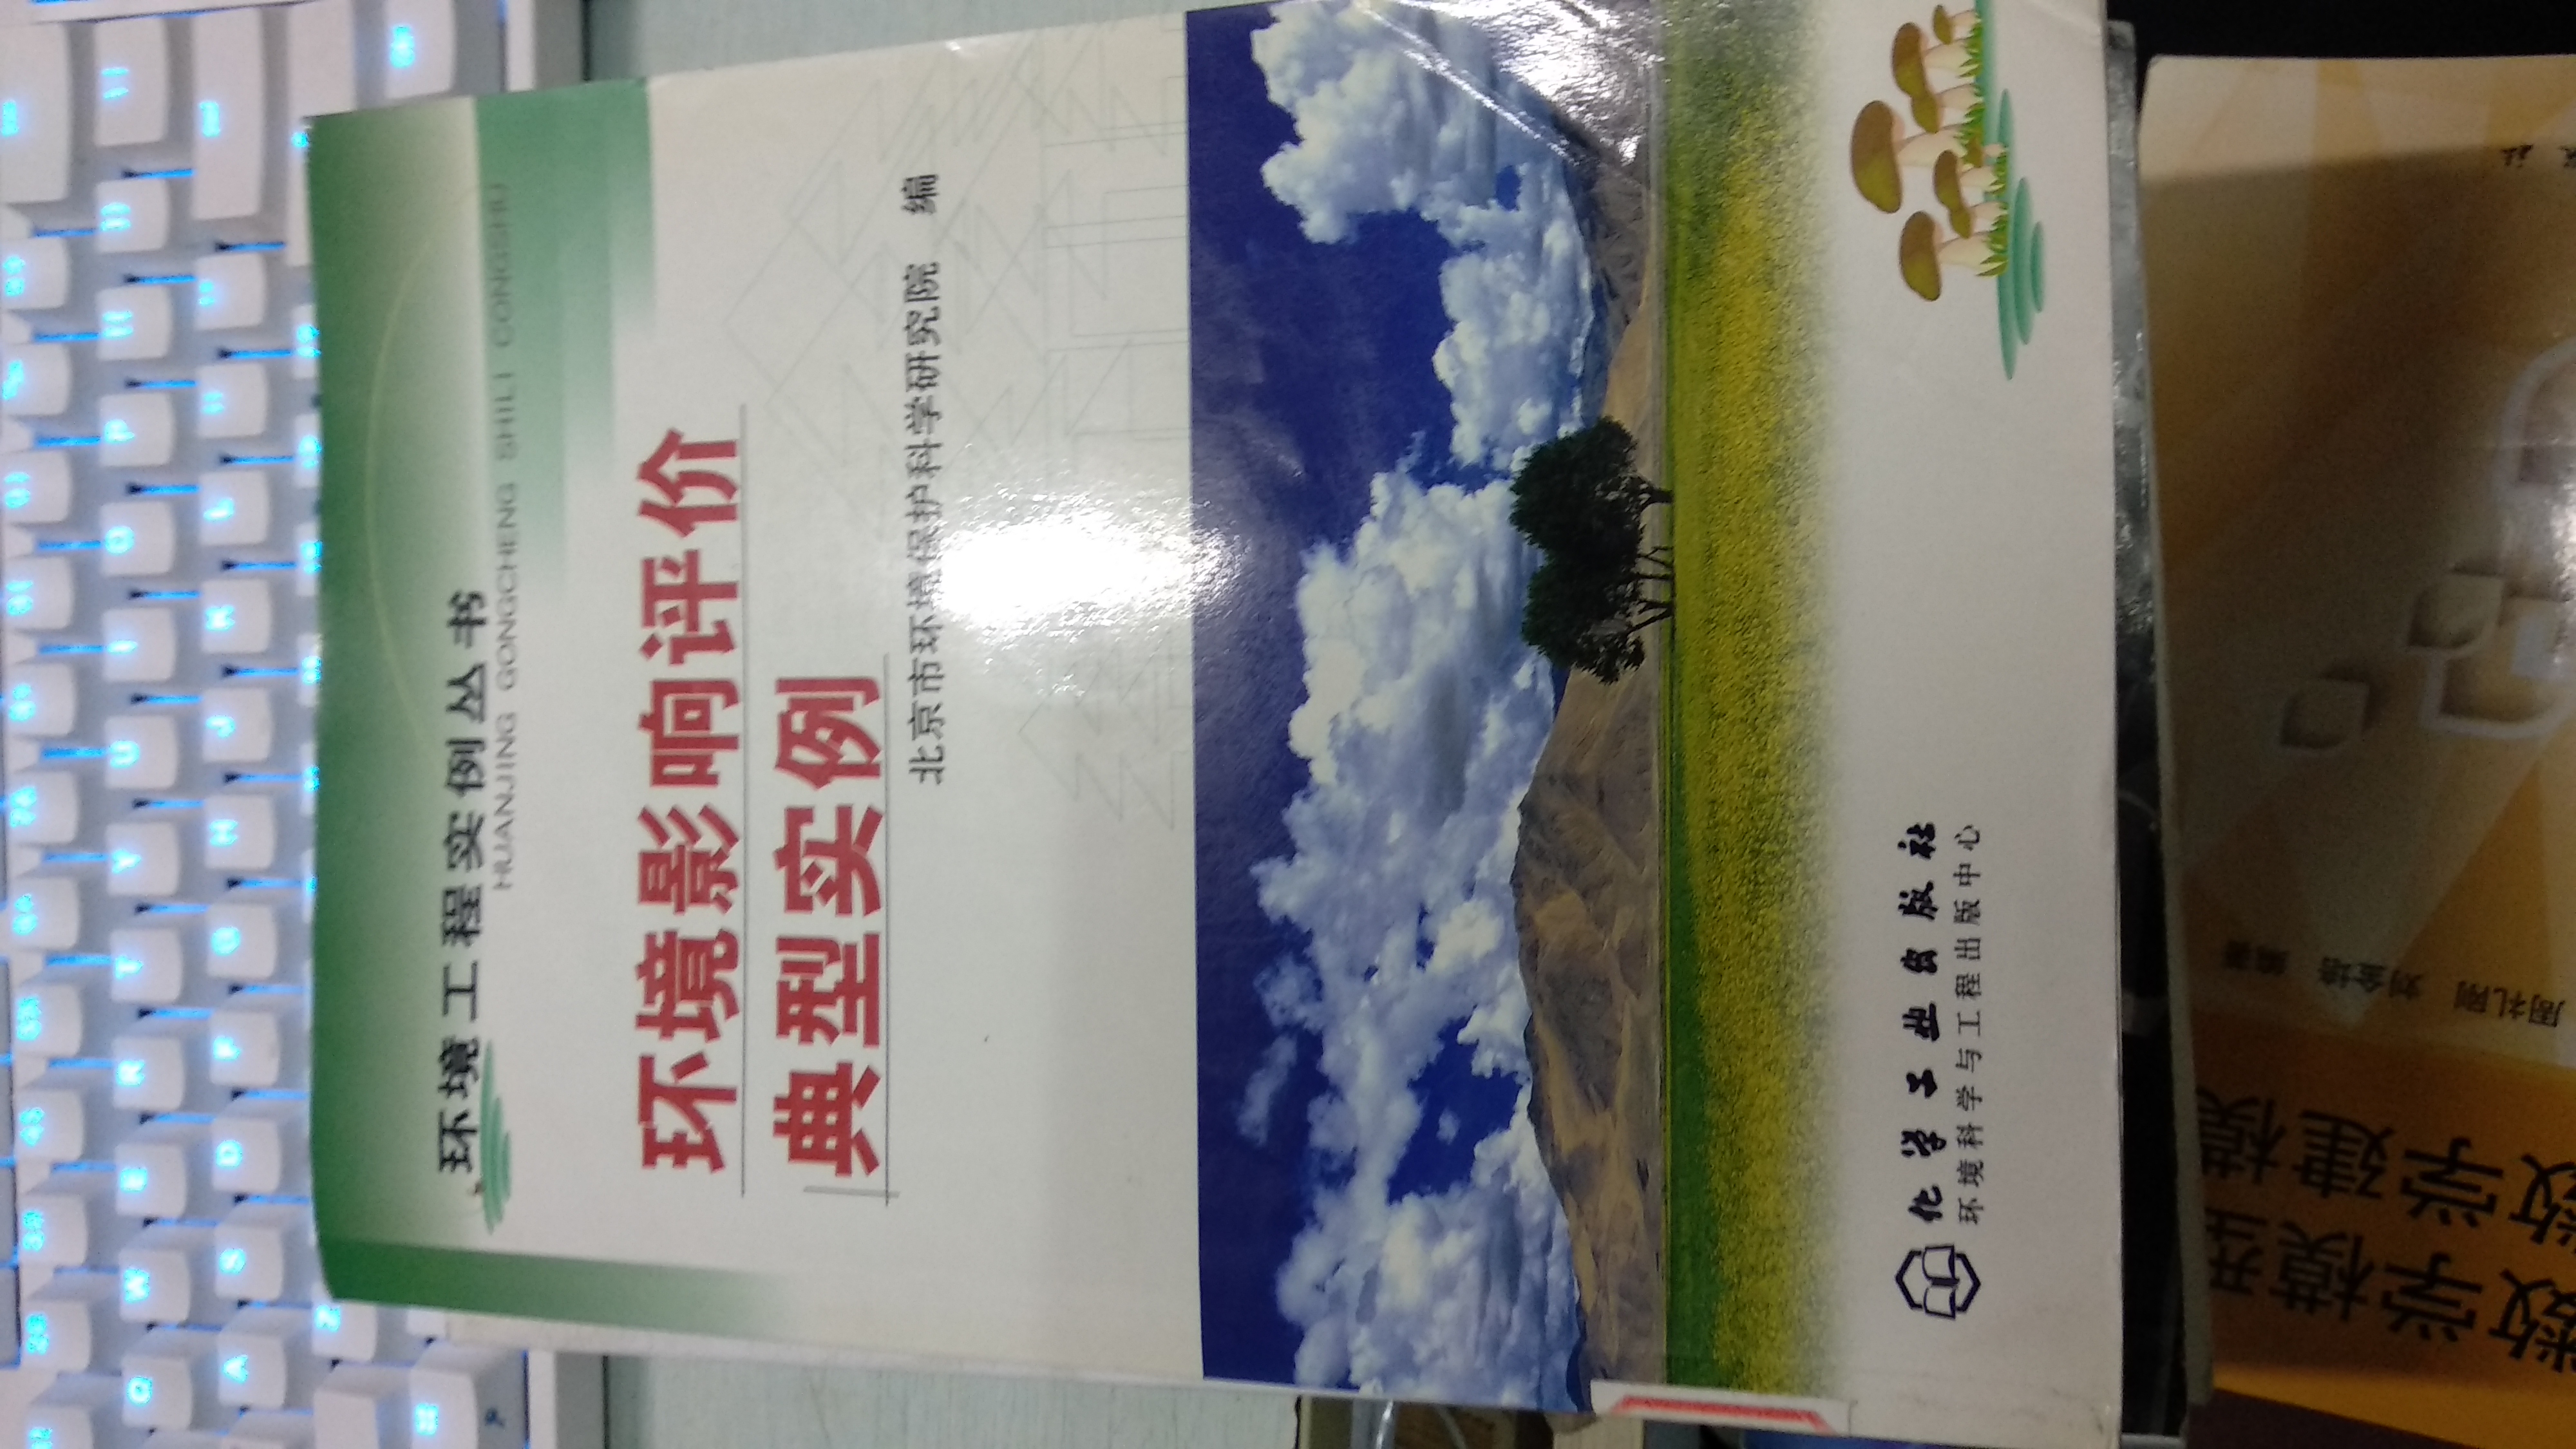 Q W E R T Y U I O P
A S D F G H J K L
Z
环境工程实例丛书
HUANJING GONGCHENG SHILI CONGSHU
环境影响评价
典型实例
北京市环境保护科学研究院 编
化学工业出版社
环境科学与工程出版中心
数学模型
数学建模
周礼刚 刘金培 编著
社